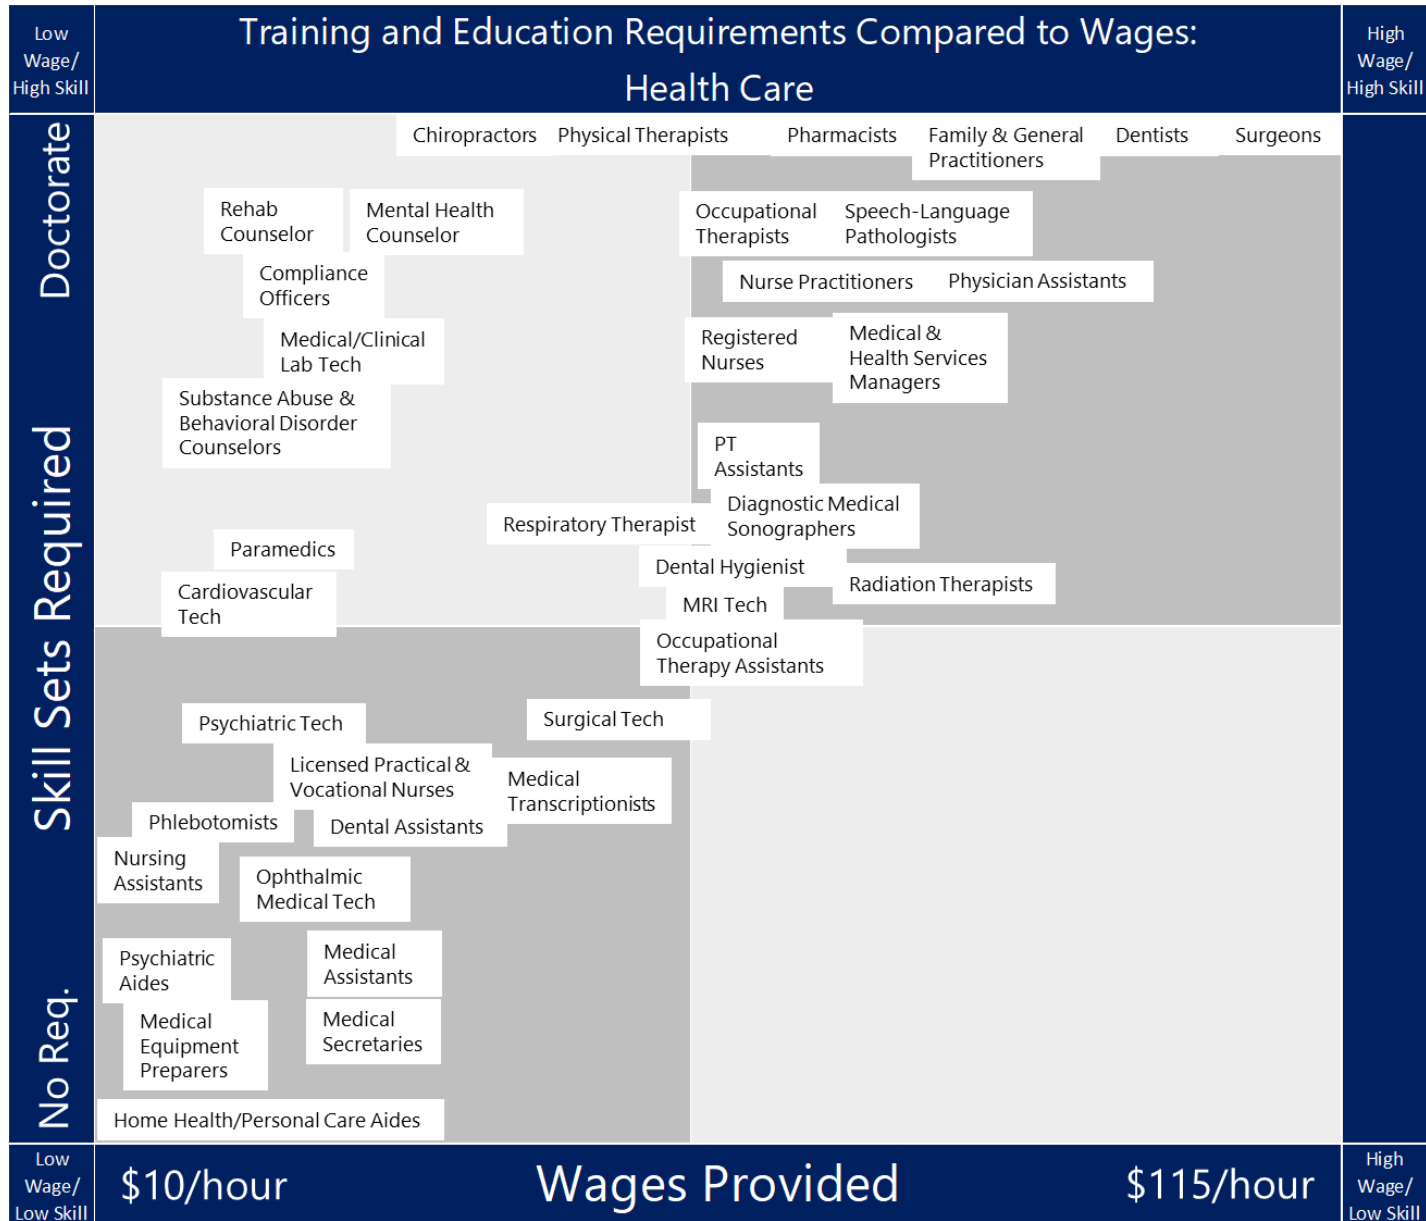 Low
Wage/
High Skill
Training and Education Requirements Compared to Wages:
Health Care
High
Wage/
High Skill
Doctorate
Skill Sets Required
No Req.
Chiropractors
Physical Therapists
Pharmacists
Family & General
Practitioners
Dentists
Surgeons
Rehab
Counselor
Mental Health
Counselor
Occupational
Therapists
Speech-Language
Pathologists
Compliance
Officers
Nurse Practitioners
Physician Assistants
Medical/Clinical
Lab Tech
Registered
Nurses
Medical &
Health Services
Managers
Substance Abuse &
Behavioral Disorder
Counselors
PT
Assistants
Respiratory Therapist
Diagnostic Medical
Sonographers
Paramedics
Dental Hygienist
Radiation Therapists
Cardiovascular
Tech
MRI Tech
Occupational
Therapy Assistants
Psychiatric Tech
Surgical Tech
Licensed Practical &
Vocational Nurses
Medical
Transcriptionists
Phlebotomists
Dental Assistants
Nursing
Assistants
Ophthalmic
Medical Tech
Psychiatric
Aides
Medical
Assistants
Medical
Equipment
Preparers
Medical
Secretaries
Home Health/Personal Care Aides
Low
Wage/
Low Skill
$10/hour
Wages Provided
$115/hour
High
Wage/
Low Skill